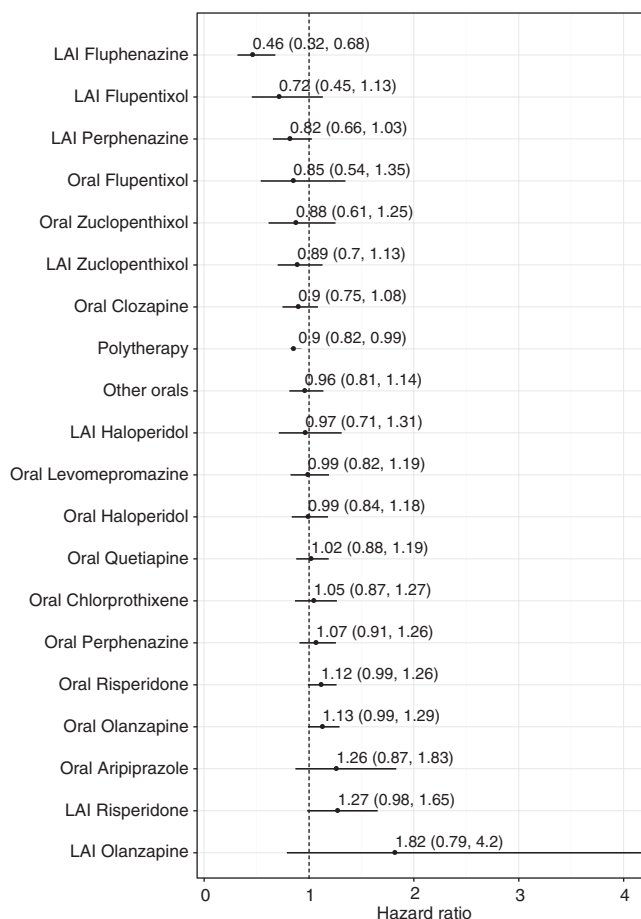 LAI Fluphenazine 0.46 (0.32, 0.68)
LAI Flupentixol 0.72 (0.45, 1.13)
LAI Perphenazine 0.82 (0.66, 1.03)
Oral Flupentixol 0.85 (0.54, 1.35)
Oral Zuclopenthixol 0.88 (0.61, 1.25)
LAI Zuclopenthixol 0.89 (0.7, 1.13)
Oral Clozapine 0.9 (0.75, 1.08)
Polytherapy 0.9 (0.82, 0.99)
Other orals 0.96 (0.81, 1.14)
LAI Haloperidol 0.97 (0.71, 1.31)
Oral Levomepromazine 0.99 (0.82, 1.19)
Oral Haloperidol 0.99 (0.84, 1.18)
Oral Quetiapine 1.02 (0.88, 1.19)
Oral Chlorprothixene 1.05 (0.87, 1.27)
Oral Perphenazine 1.07 (0.91, 1.26)
Oral Risperidone 1.12 (0.99, 1.26)
Oral Olanzapine 1.13 (0.99, 1.29)
Oral Aripiprazole 1.26 (0.87, 1.83)
LAI Risperidone 1.27 (0.98, 1.65)
LAI Olanzapine 1.82 (0.79, 4.2)
0 1 2 3 4
Hazard ratio